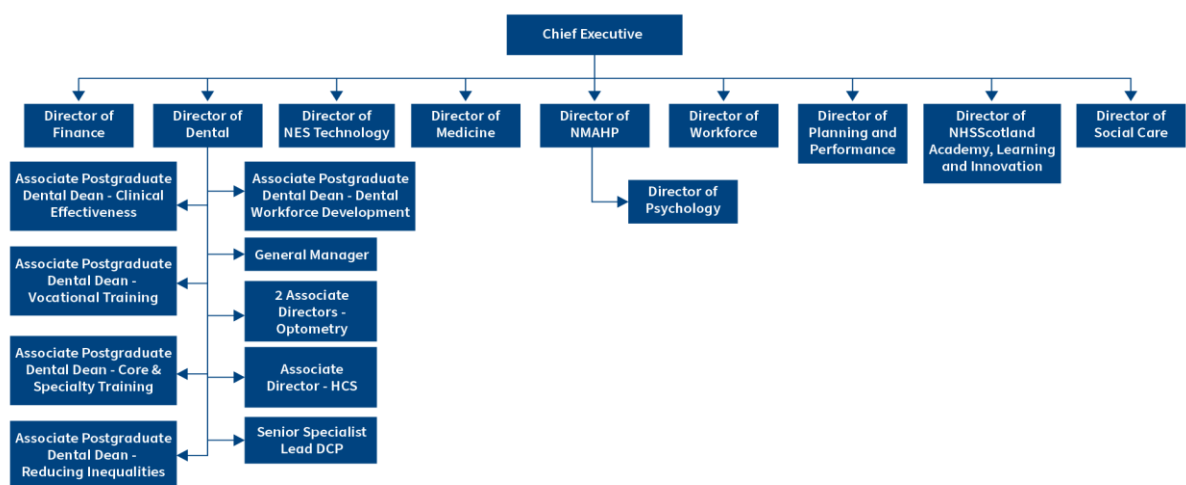 Chief Executive
Director of
Finance
Director of
Dental
Director of
NES Technology
Director of
Medicine
Director of
NMAHP
Director of
Workforce
Director of
Planning and
Performance
Director of
NHSScotland
Academy, Learning
and Innovation
Director of
Social Care
Associate Postgraduate
Dental Dean - Clinical
Effectiveness
Associate Postgraduate
Dental Dean - Dental
Workforce Development
Director of
Psychology
General Manager
Associate Postgraduate
Dental Dean -
Vocational Training
2 Associate
Directors -
Optometry
Associate Postgraduate
Dental Dean - Core &
Specialty Training
Associate
Director - HCS
Associate Postgraduate
Dental Dean -
Reducing Inequalities
Senior Specialist
Lead DCP